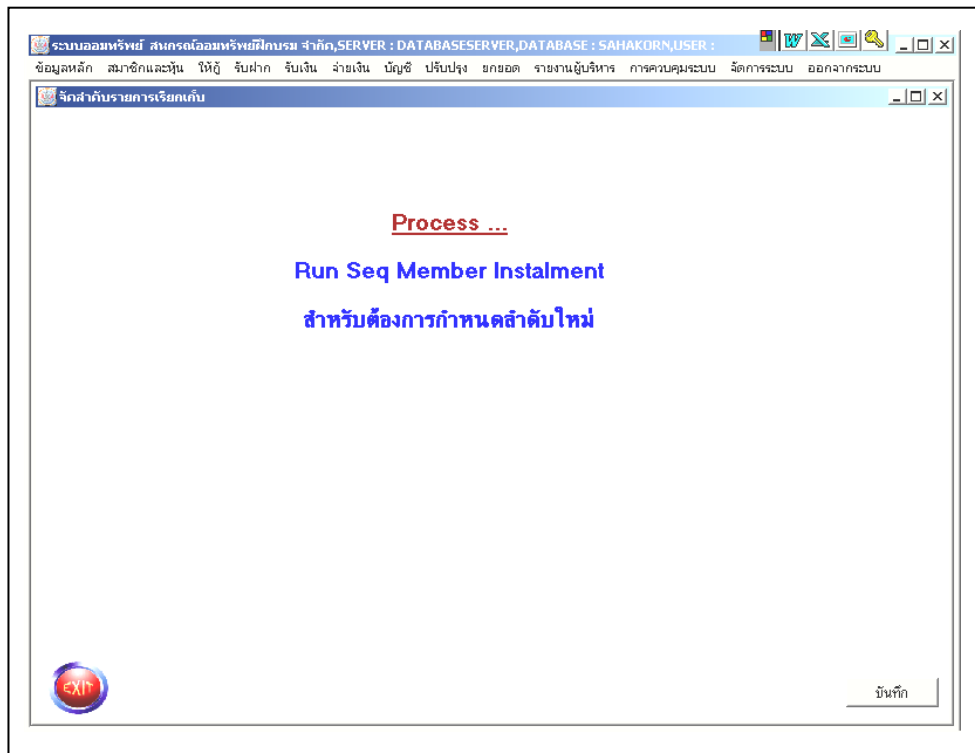 ระบบออมทรัพย์ สหกรณ์ออมทรัพย์ฝึกบรม จำกัด,SERVER : DATABASESERVER,DATABASE : SAHAKORN,USER :
ข้อมูลหลัก สมาชิกและหุ้น ให้กู้ รับฝาก รับเงิน จ่ายเงิน บัญชี ปรับปรุง ยกยอด รายงานผู้บริหาร การควบคุมระบบ จัดการระบบ ออกจากระบบ
จัดลำดับรายการเรียกเก็บ
Process ...
Run Seq Member Instalment
สำหรับต้องการกำหนดลำดับใหม่
EXIT
บันทึก